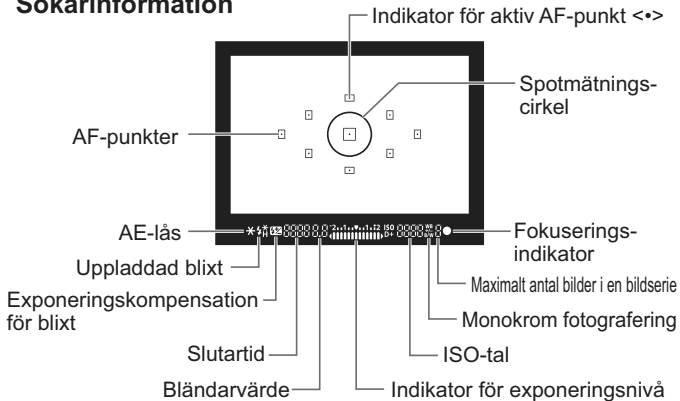 Sökarinformation
Indikator för aktiv AF-punkt <•>
Spotmätnings-
cirkel
AF-punkter
AE-lås
Uppladdad blixt
Exponeringskompensation
för blixt
Slutartid
Bländarvärde
Fokuserings-
indikator
Maximalt antal bilder i en bildserie
Monokrom fotografering
ISO-tal
Indikator för exponeringsnivå